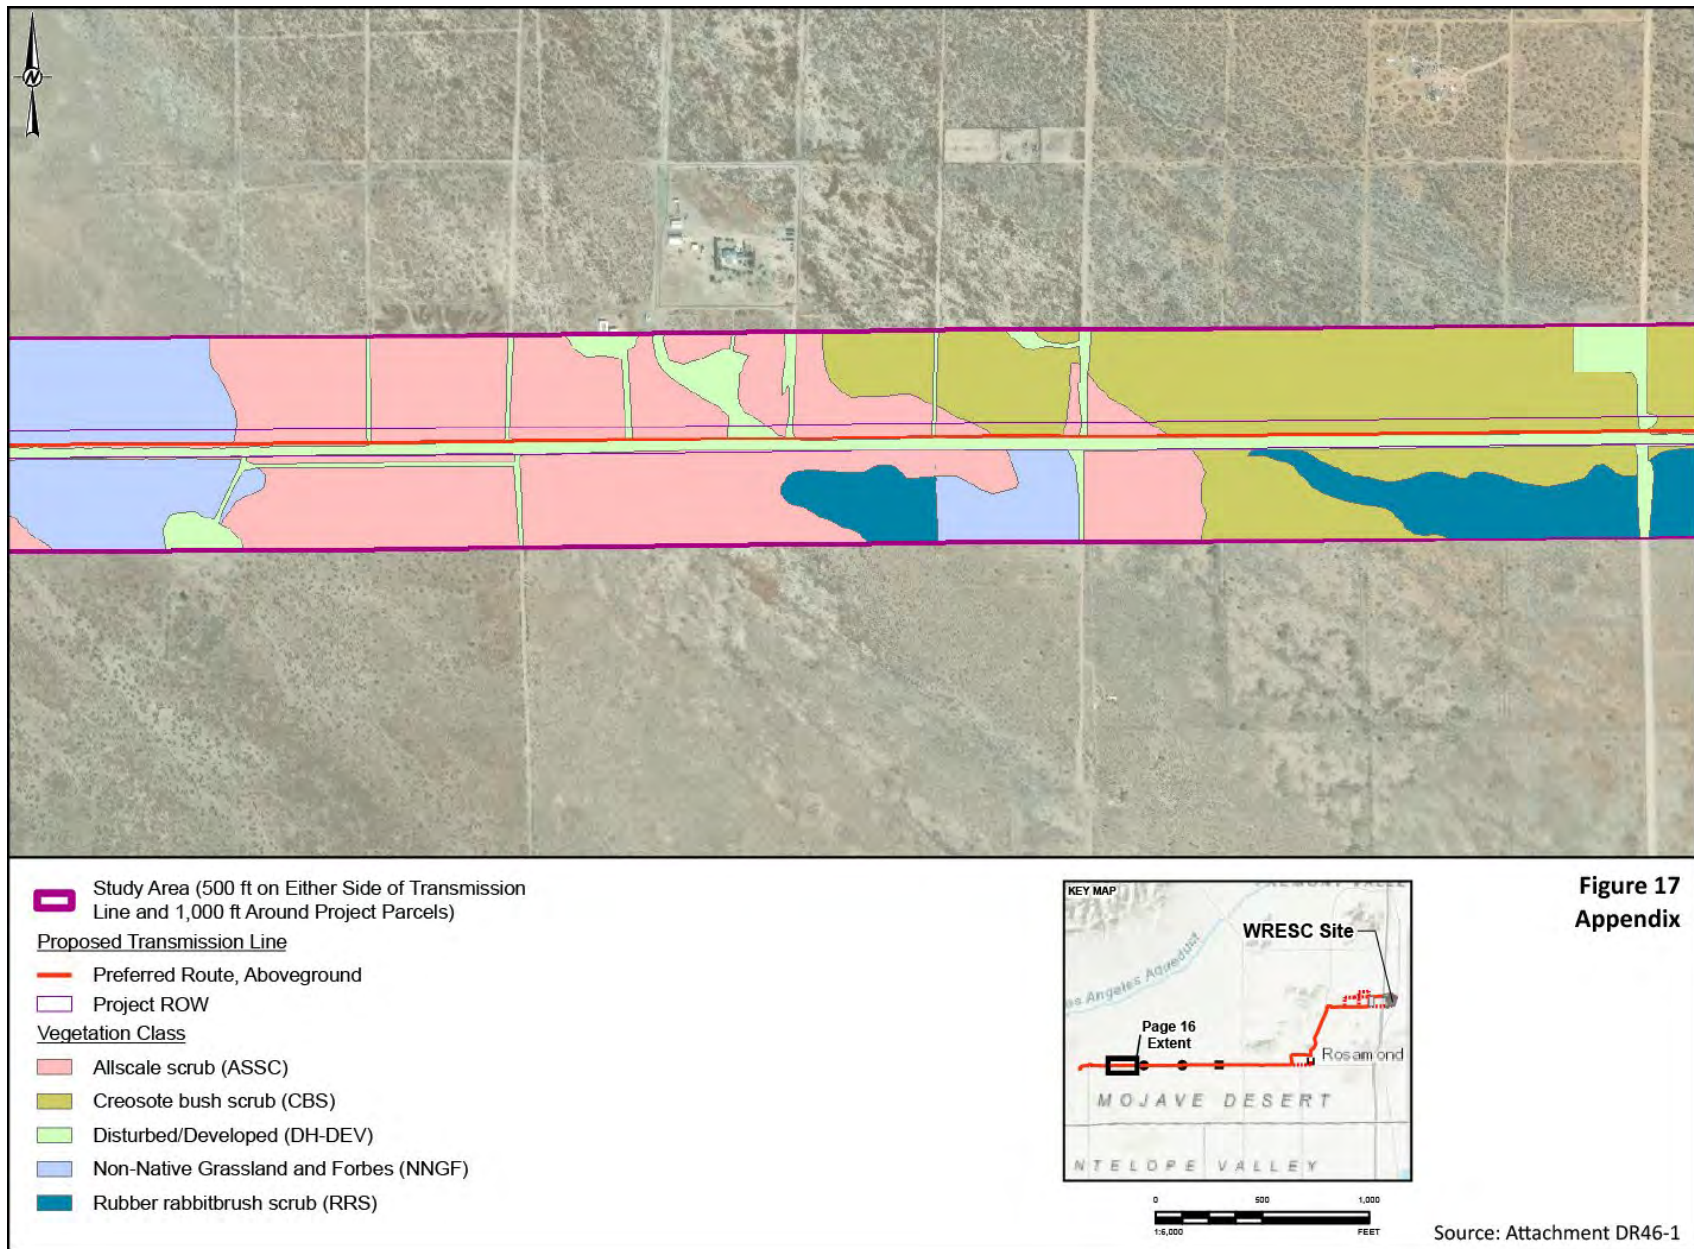 N
Study Area (500 ft on Either Side of Transmission
Line and 1,000 ft Around Project Parcels)
Proposed Transmission Line
Preferred Route, Aboveground
Project ROW
Vegetation Class
Allscale scrub (ASSC)
Creosote bush scrub (CBS)
Disturbed/Developed (DH-DEV)
Non-Native Grassland and Forbes (NNGF)
Rubber rabbitbrush scrub (RRS)
KEY MAP
WRESC Site
os Angeles Aqueduct
Page 16
Extent
Rosamond
MOJAVE DESERT
NTELOPE VALLEY
0 500 1,000
1:6,000 FEET
Figure 17
Appendix
Source: Attachment DR46-1